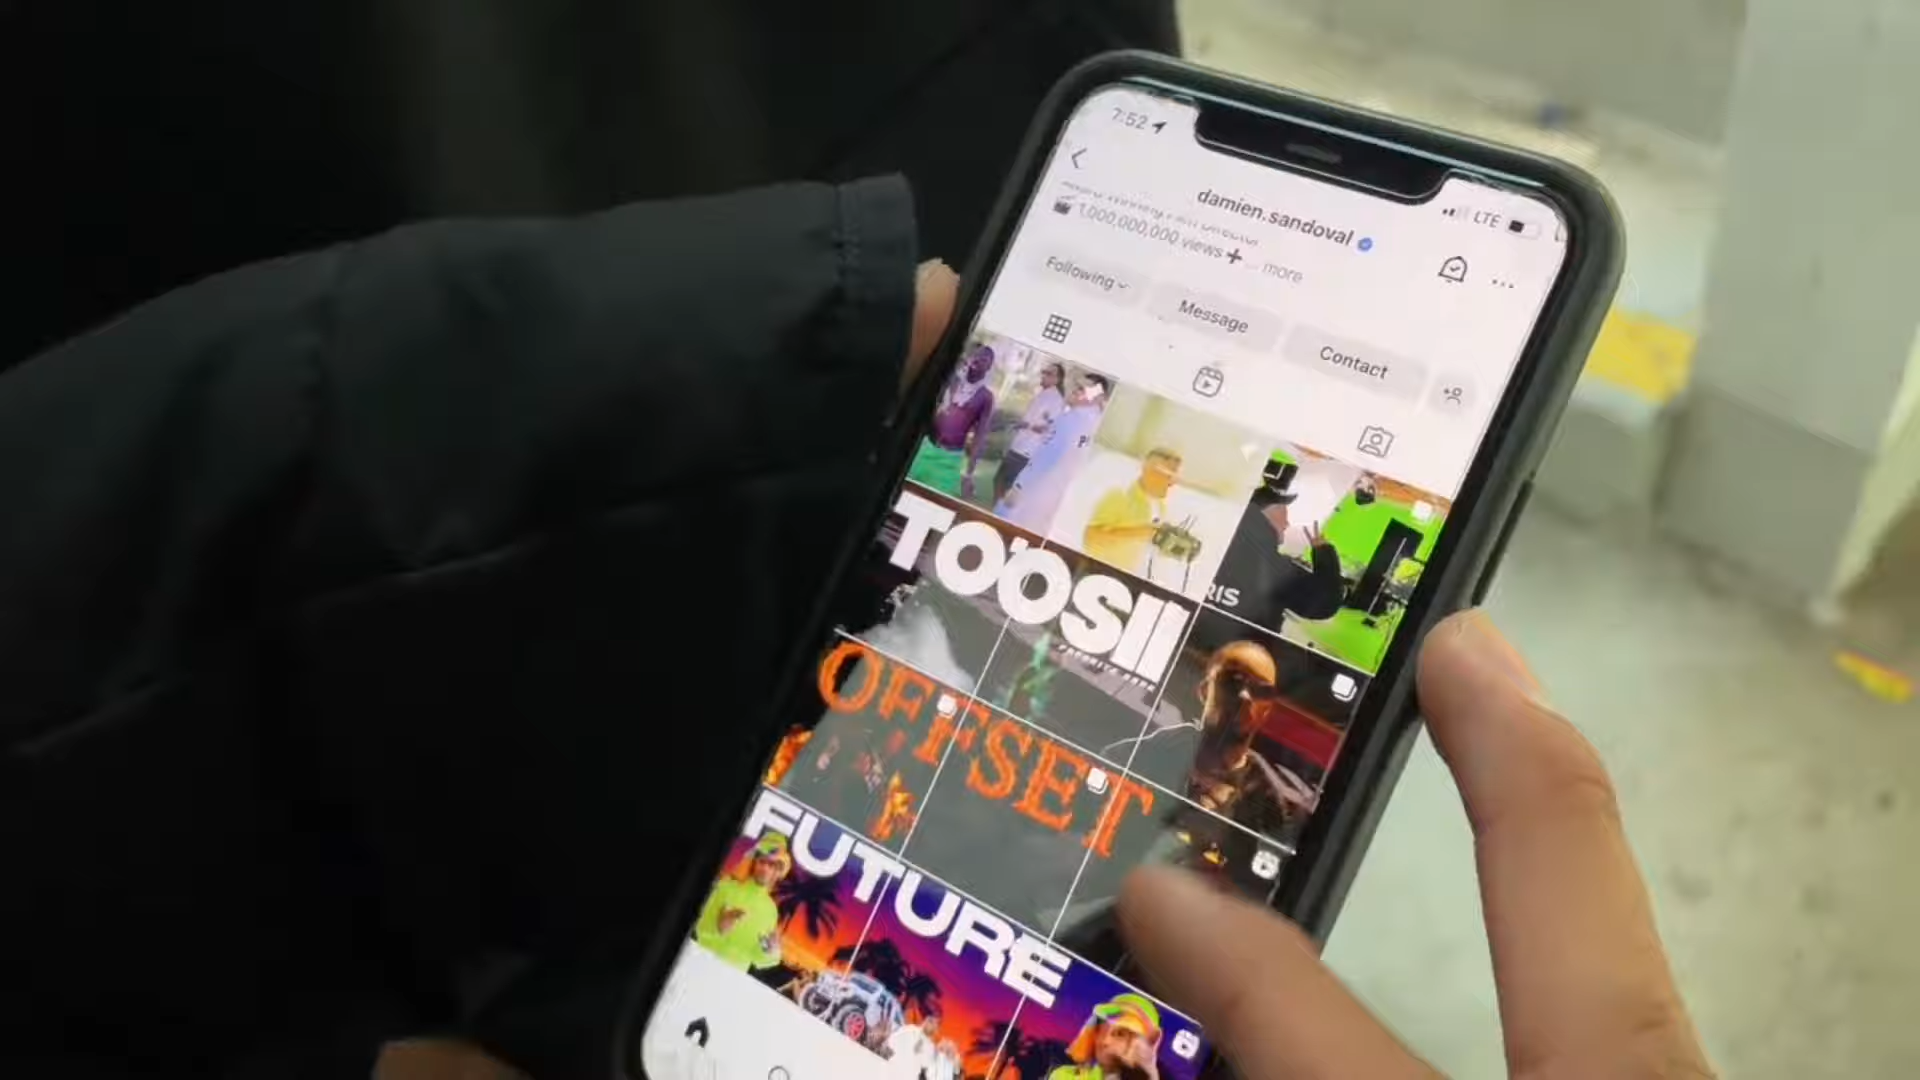 7:52
LTE
damien.sandoval
1,000,000,000 views
... more
Following
Message
Contact
RIS
TOOSII
OFFSET
FUTURE